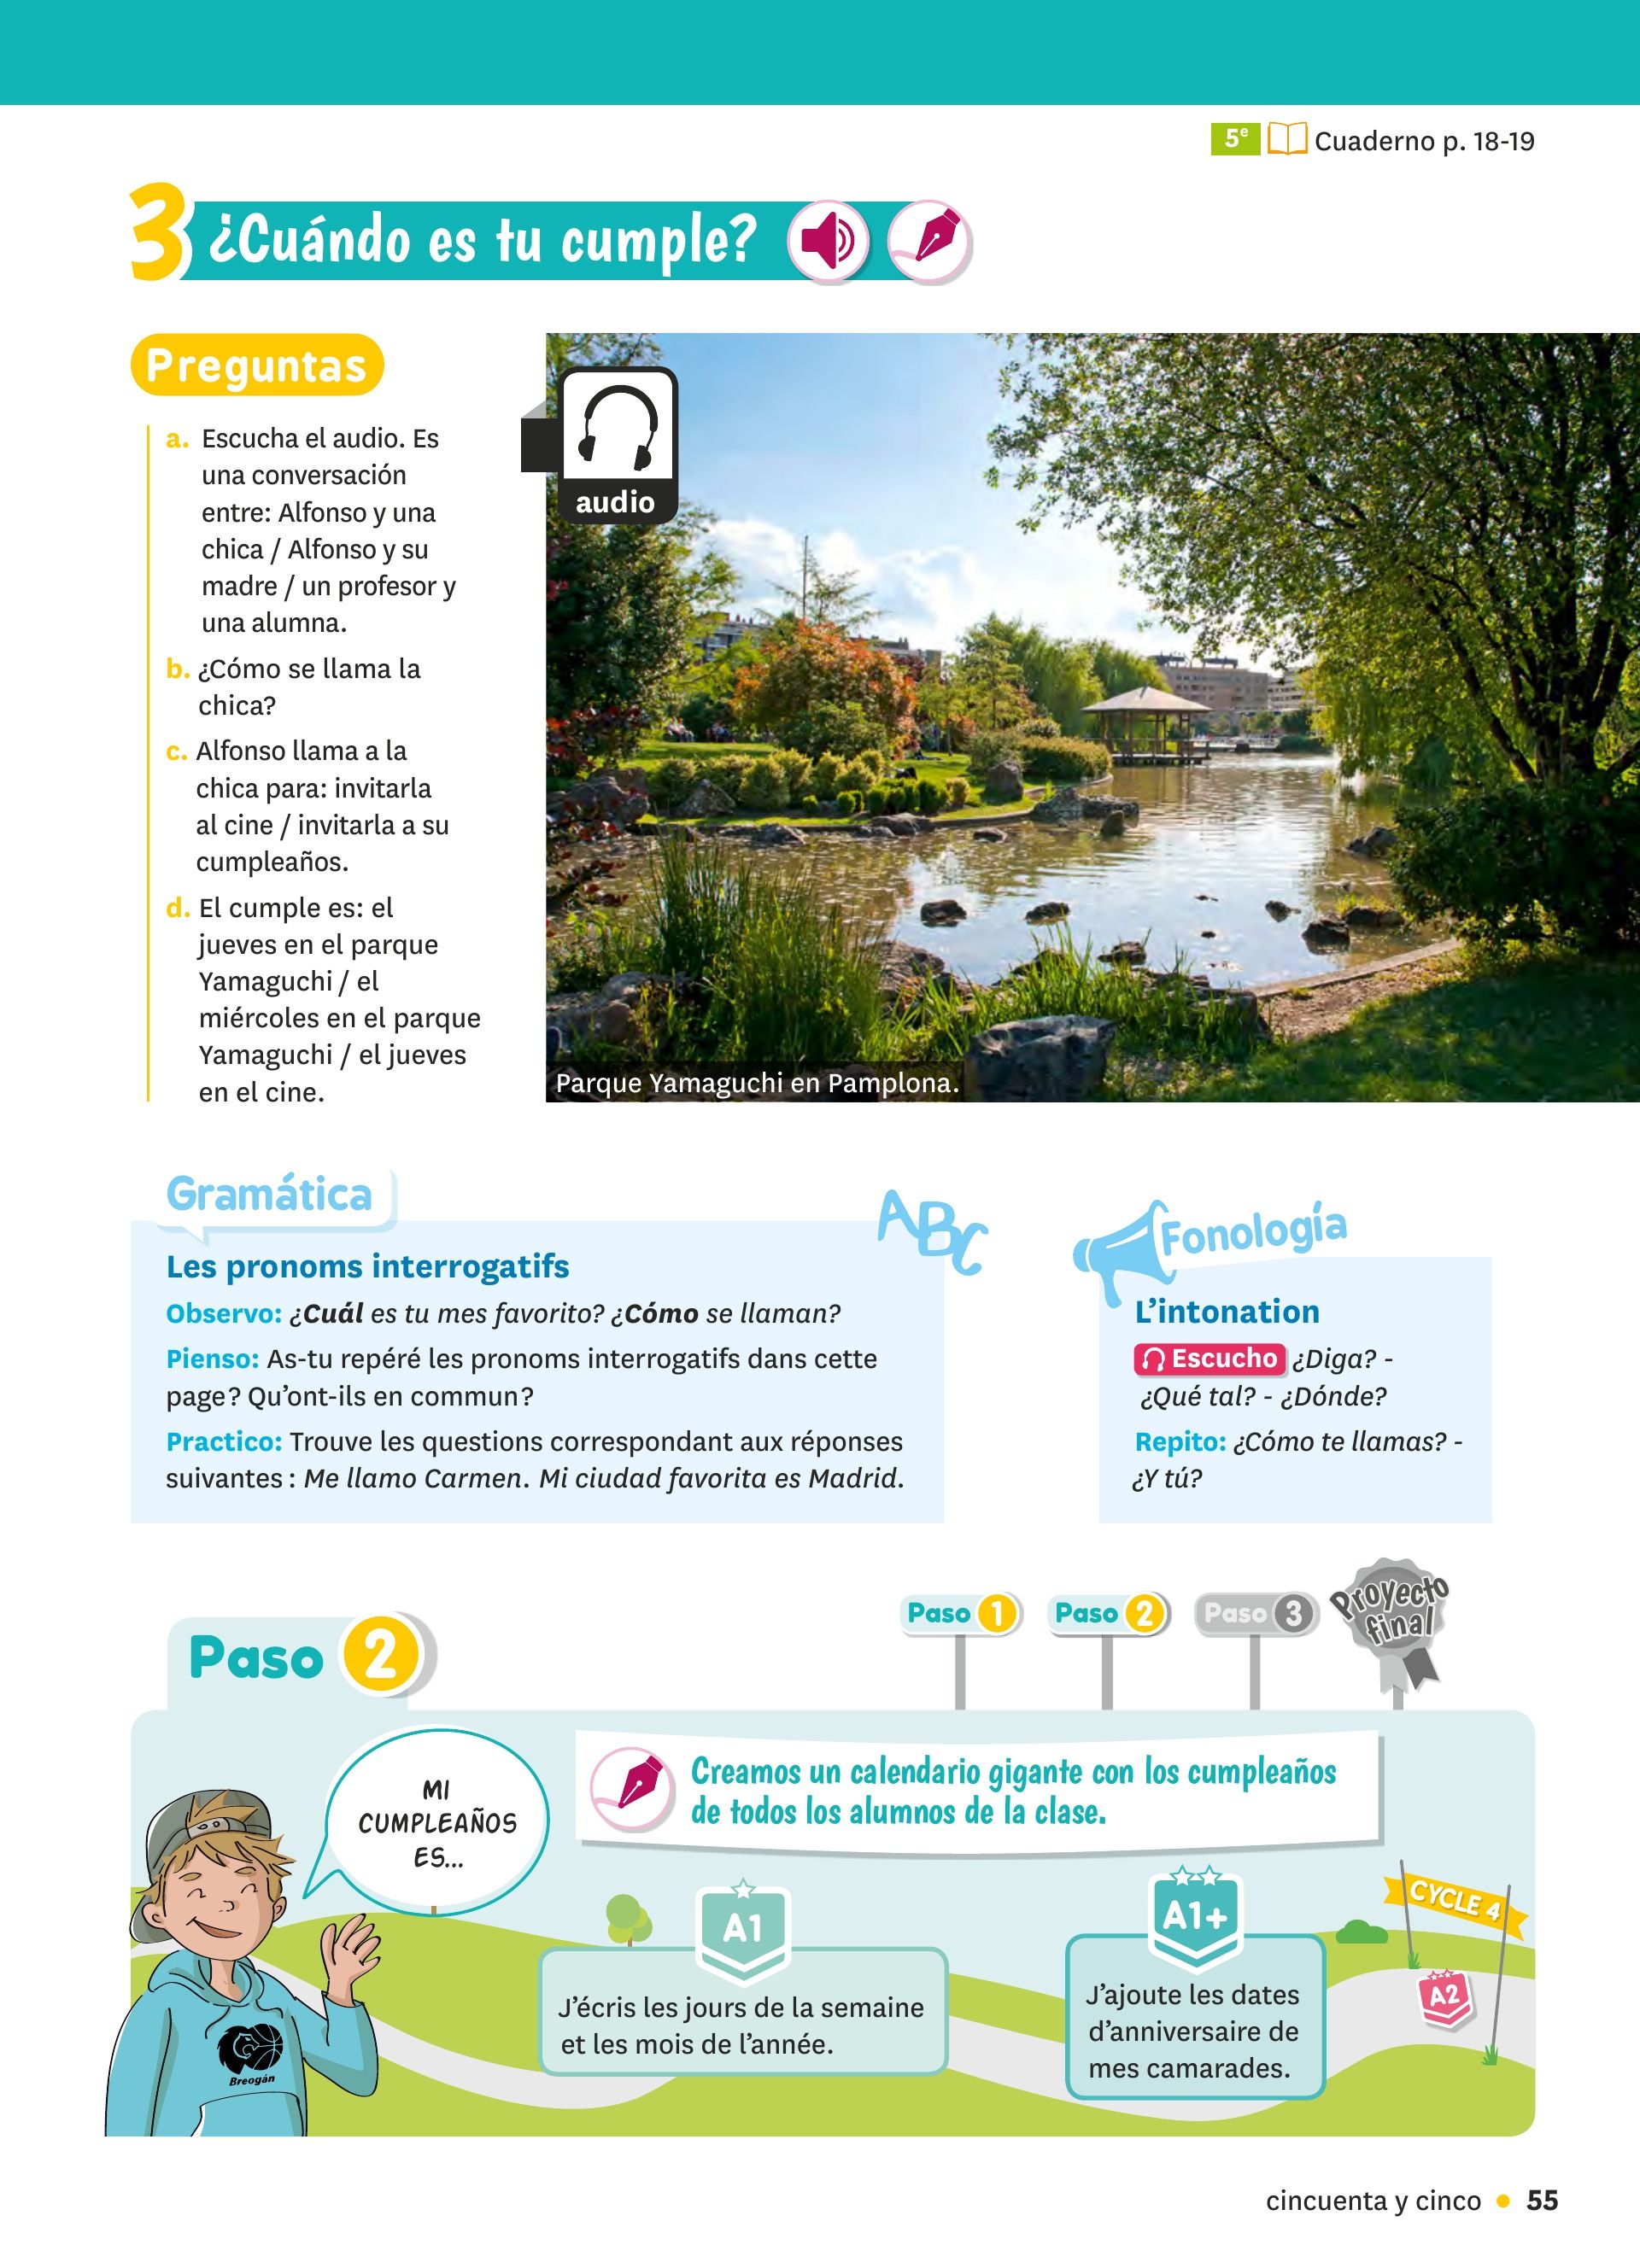 5e Cuaderno p. 18-19
3 ¿Cuándo es tu cumple?
Preguntas
a. Escucha el audio. Es
una conversación
entre: Alfonso y una
chica / Alfonso y su
madre / un profesor y
una alumna.
b. ¿Cómo se llama la
chica?
c. Alfonso llama a la
chica para: invitarla
al cine / invitarla a su
cumpleaños.
d. El cumple es: el
jueves en el parque
Yamaguchi / el
miércoles en el parque
Yamaguchi / el jueves
en el cine.
audio
Parque Yamaguchi en Pamplona.
Gramática
ABC
Les pronoms interrogatifs
Observo: ¿Cuál es tu mes favorito? ¿Cómo se llaman?
Pienso: As-tu repéré les pronoms interrogatifs dans cette
page? Qu'ont-ils en commun?
Practico: Trouve les questions correspondant aux réponses
suivantes : Me llamo Carmen. Mi ciudad favorita es Madrid.
Fonología
L'intonation
Escucho ¿Diga? -
¿Qué tal? - ¿Dónde?
Repito: ¿Cómo te llamas? -
¿Y tú?
Paso 2
Paso 1
Paso 2
Paso 3
Proyecto
final
MI
CUMPLEAÑOS
ES...
Creamos un calendario gigante con los cumpleaños
de todos los alumnos de la clase.
A1
J'écris les jours de la semaine
et les mois de l'année.
A1+
J'ajoute les dates
d'anniversaire de
mes camarades.
CYCLE 4
A2
Breogán
cincuenta y cinco • 55